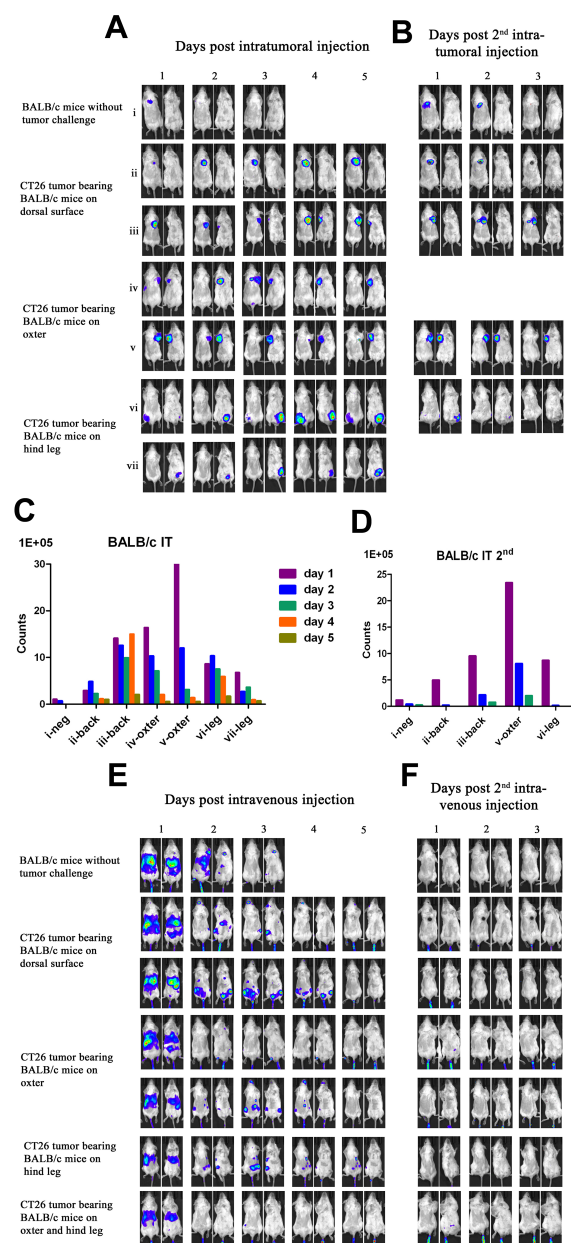 A
B
Days post intratumoral injection
Days post 2nd intra-
tumoral injection
1 2 3 4 5
1 2 3
BALB/c mice without
tumor challenge
i
ii
CT26 tumor bearing
BALB/c mice on
dorsal surface
iii
iv
CT26 tumor bearing
BALB/c mice on
oxter
v
vi
CT26 tumor bearing
BALB/c mice on
hind leg
vii
C
1E+05
BALB/c IT
30
20
10
0
Counts
i-neg
ii-back
iii-back
iv-oxter
v-oxter
vi-leg
vii-leg
day 1
day 2
day 3
day 4
day 5
D
1E+05
BALB/c IT 2nd
25
20
15
10
5
0
Counts
i-neg
ii-back
iii-back
v-oxter
vi-leg
E
F
Days post intravenous injection
Days post 2nd intra-
venous injection
1 2 3 4 5
1 2 3
BALB/c mice without
tumor challenge
CT26 tumor bearing
BALB/c mice on
dorsal surface
CT26 tumor bearing
BALB/c mice on
oxter
CT26 tumor bearing
BALB/c mice on
hind leg
CT26 tumor bearing
BALB/c mice on
oxter and hind leg